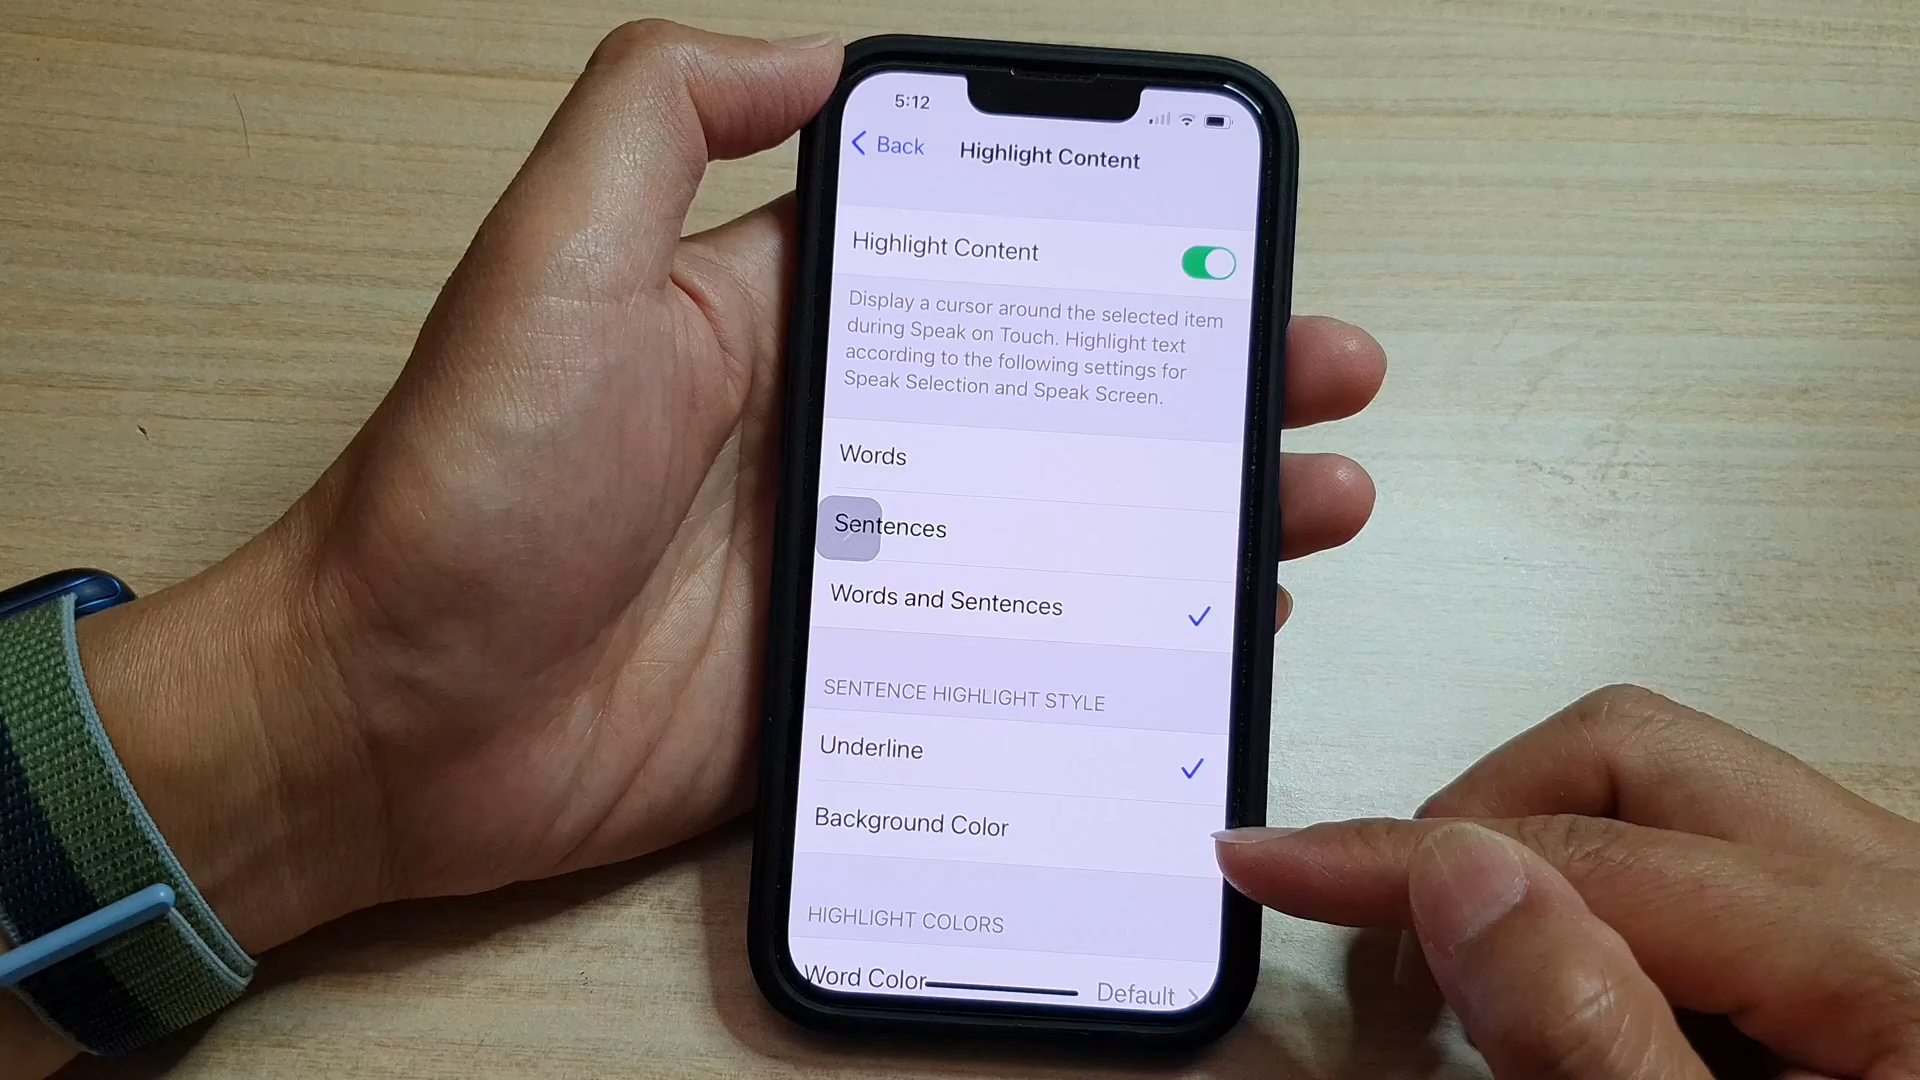 5:12
Back
Highlight Content
Highlight Content
Display a cursor around the selected item
during Speak on Touch. Highlight text
according to the following settings for
Speak Selection and Speak Screen.
Words
Sentences
Words and Sentences
SENTENCE HIGHLIGHT STYLE
Underline
Background Color
HIGHLIGHT COLORS
Word Color Default